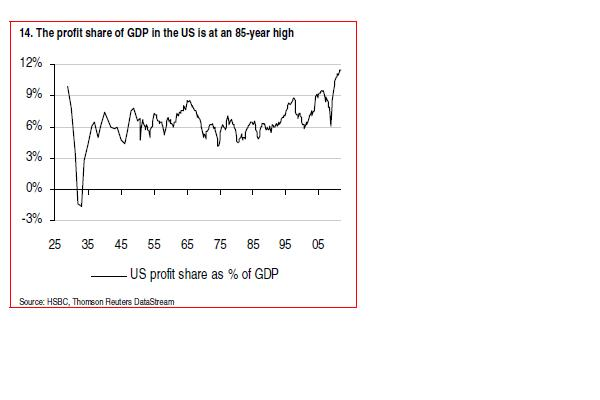 14. The profit share of GDP in the US is at an 85-year high
12%
9%
6%
3%
0%
-3%
25 35 45 55 65 75 85 95 05
US profit share as % of GDP
Source: HSBC, Thomson Reuters DataStream